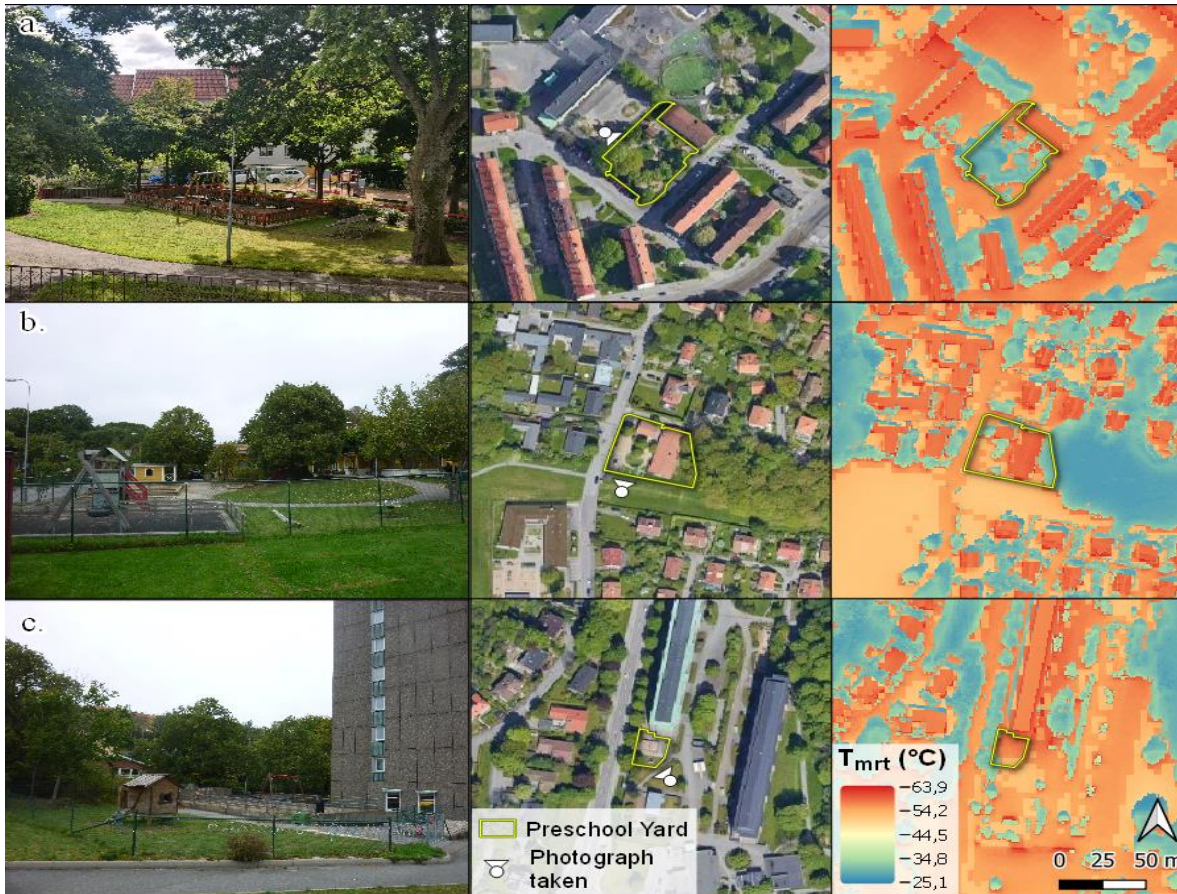 a.
b.
c.
Preschool Yard
Photograph
taken
Tmrt (°C)
63,9
54,2
44,5
34,8
25,1
0 25 50 m